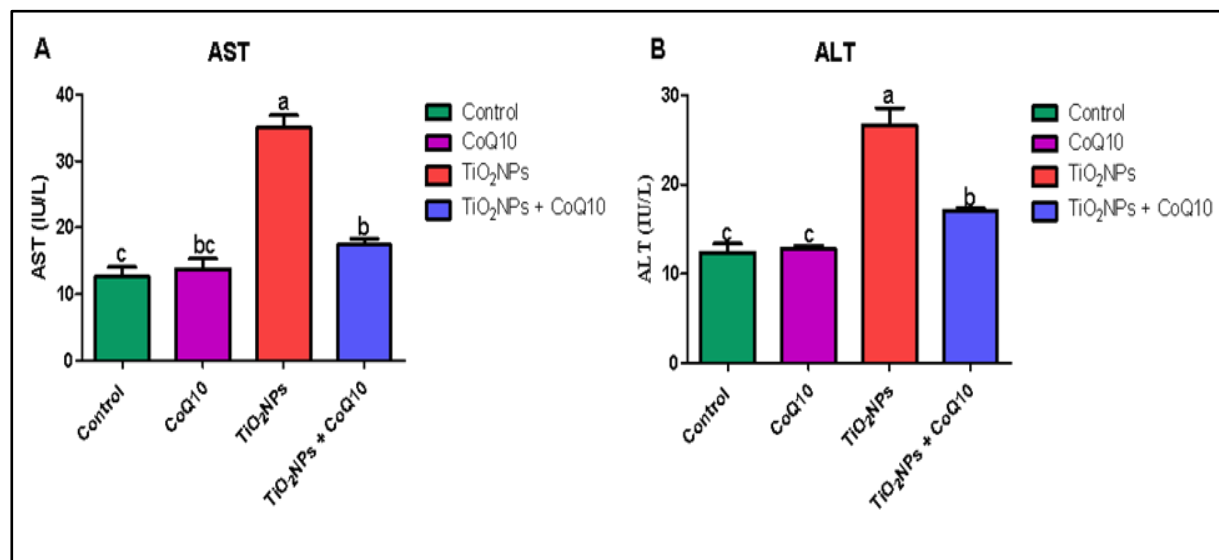 A
AST
AST (IU/L)
40
30
20
10
0
c
bc
a
b
Control
CoQ10
TiO₂NPs
TiO₂NPs + CoQ10
Control
CoQ10
TiO₂NPs
TiO₂NPs + CoQ10
B
ALT
ALT (IU/L)
30
20
10
0
c
c
a
b
Control
CoQ10
TiO₂NPs
TiO₂NPs + CoQ10
Control
CoQ10
TiO₂NPs
TiO₂NPs + CoQ10